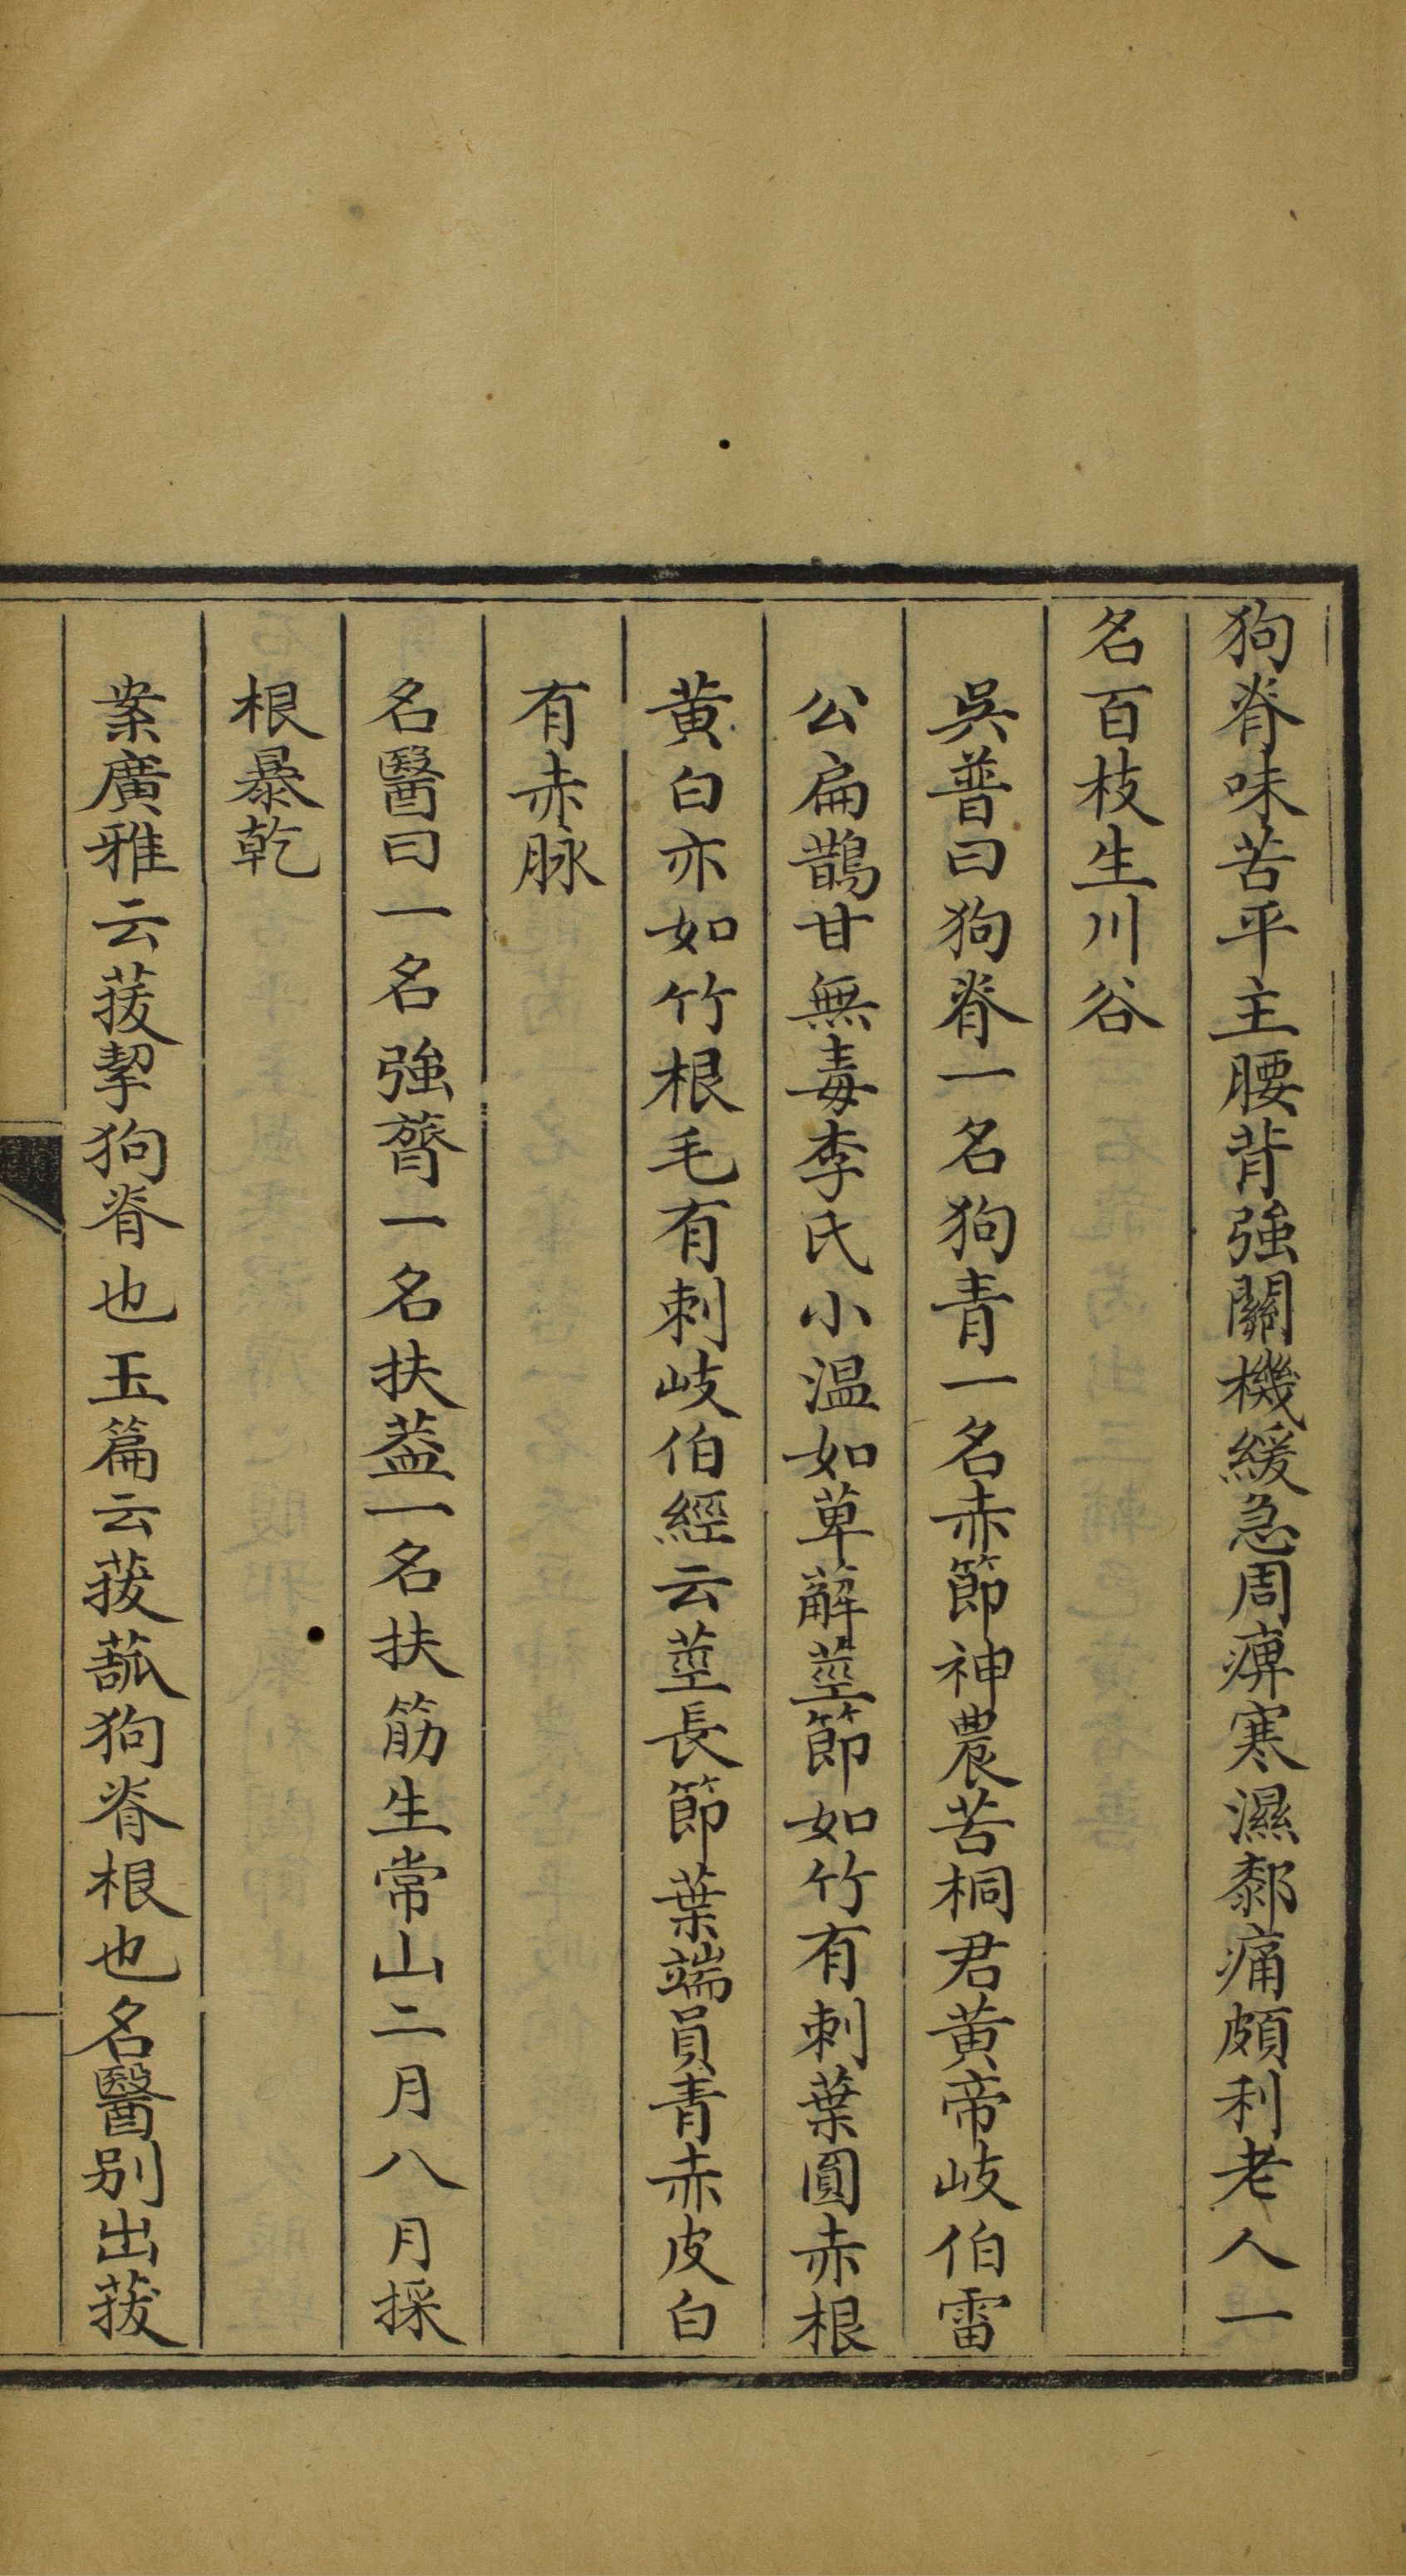 狗脊味苦平主腰背強關機緩急周痹寒濕㯃痛頗利老人一
名百枝生川谷
吳普曰狗脊一名狗青一名赤節神農苦桐君黃帝岐伯雷
公扁鵲甘無毒李氏小溫如萆薢莖節如竹有刺葉圓赤根
黃白亦如竹根毛有刺岐伯經云莖長節葉端員青赤皮白
有赤脉
名醫曰一名強膂一名扶葢一名扶筋生常山二月八月採
根暴乾
案廣雅云菝挈狗脊也玉篇云菝䓡狗脊根也名醫別出菝